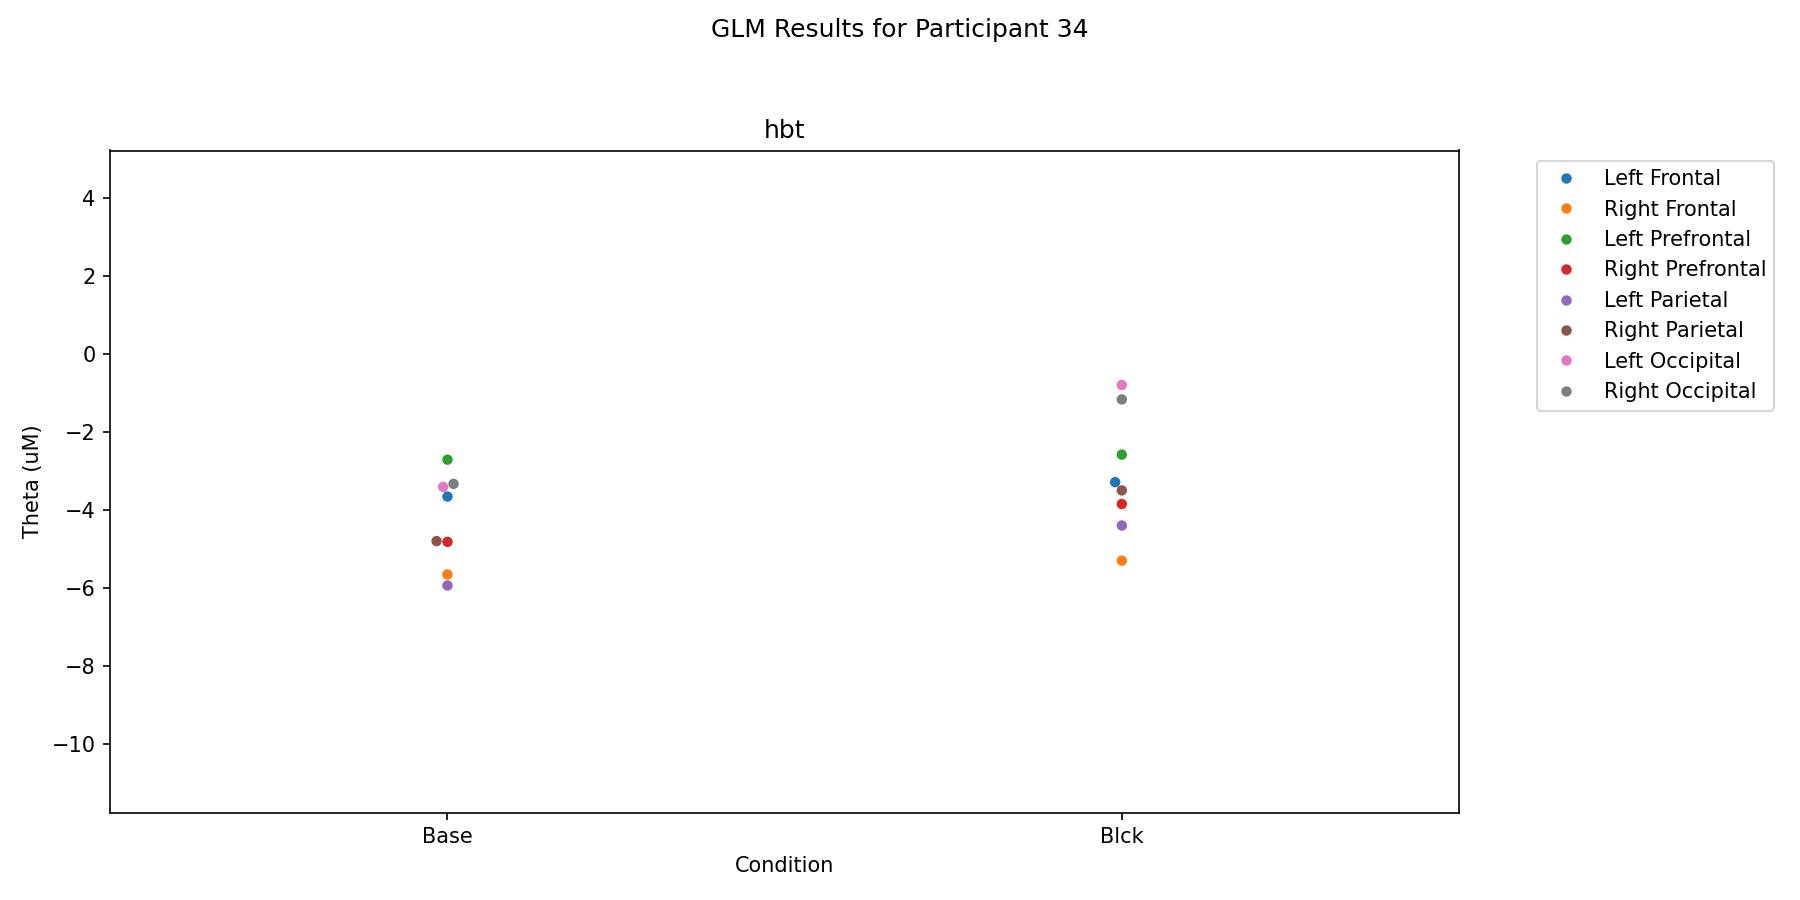 GLM Results for Participant 34
hbt
4
2
0
−2
−4
−6
−8
−10
Theta (uM)
Base
Blck
Condition
Left Frontal
Right Frontal
Left Prefrontal
Right Prefrontal
Left Parietal
Right Parietal
Left Occipital
Right Occipital